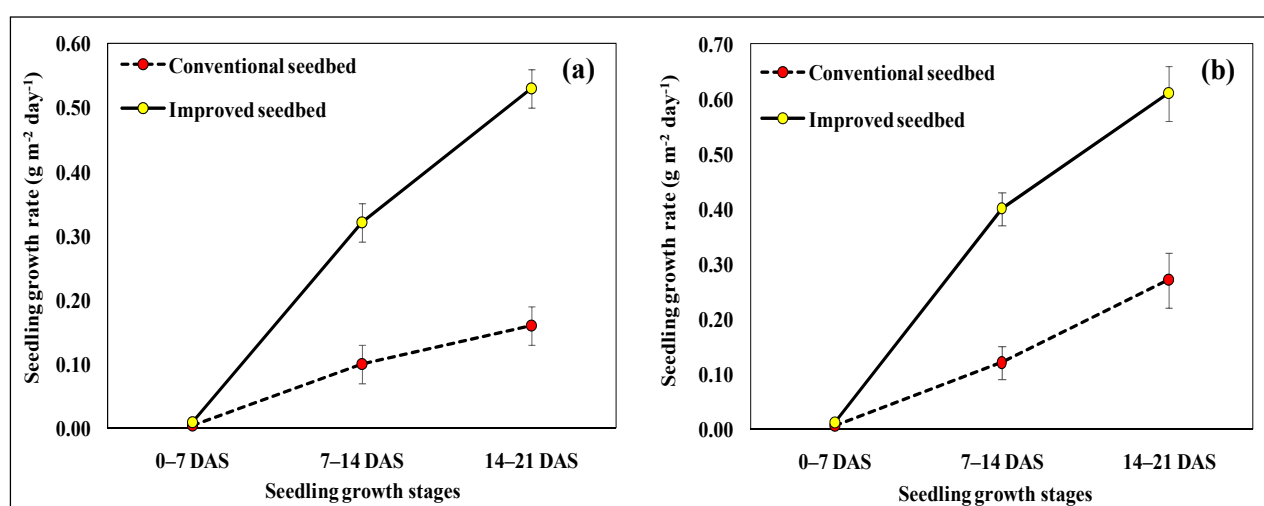 Seedling growth rate (g m⁻² day⁻¹)
0.60
0.50
0.40
0.30
0.20
0.10
0.00
Conventional seedbed
Improved seedbed
(a)
0–7 DAS 7–14 DAS 14–21 DAS
Seedling growth stages
Seedling growth rate (g m⁻² day⁻¹)
0.70
0.60
0.50
0.40
0.30
0.20
0.10
0.00
Conventional seedbed
Improved seedbed
(b)
0–7 DAS 7–14 DAS 14–21 DAS
Seedling growth stages